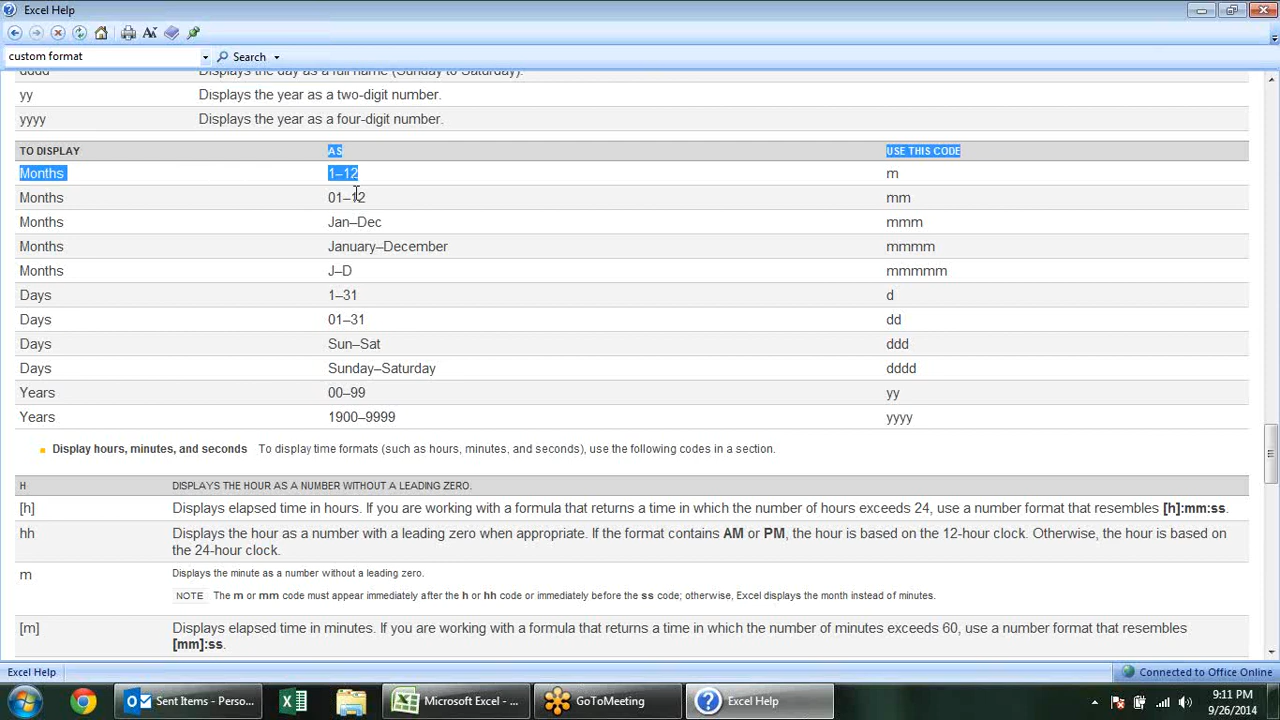 Excel Help
custom format Search
dddd Displays the day as a full name (Sunday to Saturday).
yy Displays the year as a two-digit number.
yyyy Displays the year as a four-digit number.
TO DISPLAY AS USE THIS CODE
Months 1–12 m
Months 01–12 mm
Months Jan–Dec mmm
Months January–December mmmm
Months J–D mmmmm
Days 1–31 d
Days 01–31 dd
Days Sun–Sat ddd
Days Sunday–Saturday dddd
Years 00–99 yy
Years 1900–9999 yyyy
Display hours, minutes, and seconds To display time formats (such as hours, minutes, and seconds), use the following codes in a section.
H DISPLAYS THE HOUR AS A NUMBER WITHOUT A LEADING ZERO.
[h] Displays elapsed time in hours. If you are working with a formula that returns a time in which the number of hours exceeds 24, use a number format that resembles [h]:mm:ss.
hh Displays the hour as a number with a leading zero when appropriate. If the format contains AM or PM, the hour is based on the 12-hour clock. Otherwise, the hour is based on
the 24-hour clock.
m Displays the minute as a number without a leading zero.
NOTE The m or mm code must appear immediately after the h or hh code or immediately before the ss code; otherwise, Excel displays the month instead of minutes.
[m] Displays elapsed time in minutes. If you are working with a formula that returns a time in which the number of minutes exceeds 60, use a number format that resembles
[mm]:ss.
Excel Help Connected to Office Online
Sent Items - Perso... Microsoft Excel - ... GoToMeeting Excel Help 9:11 PM
9/26/2014